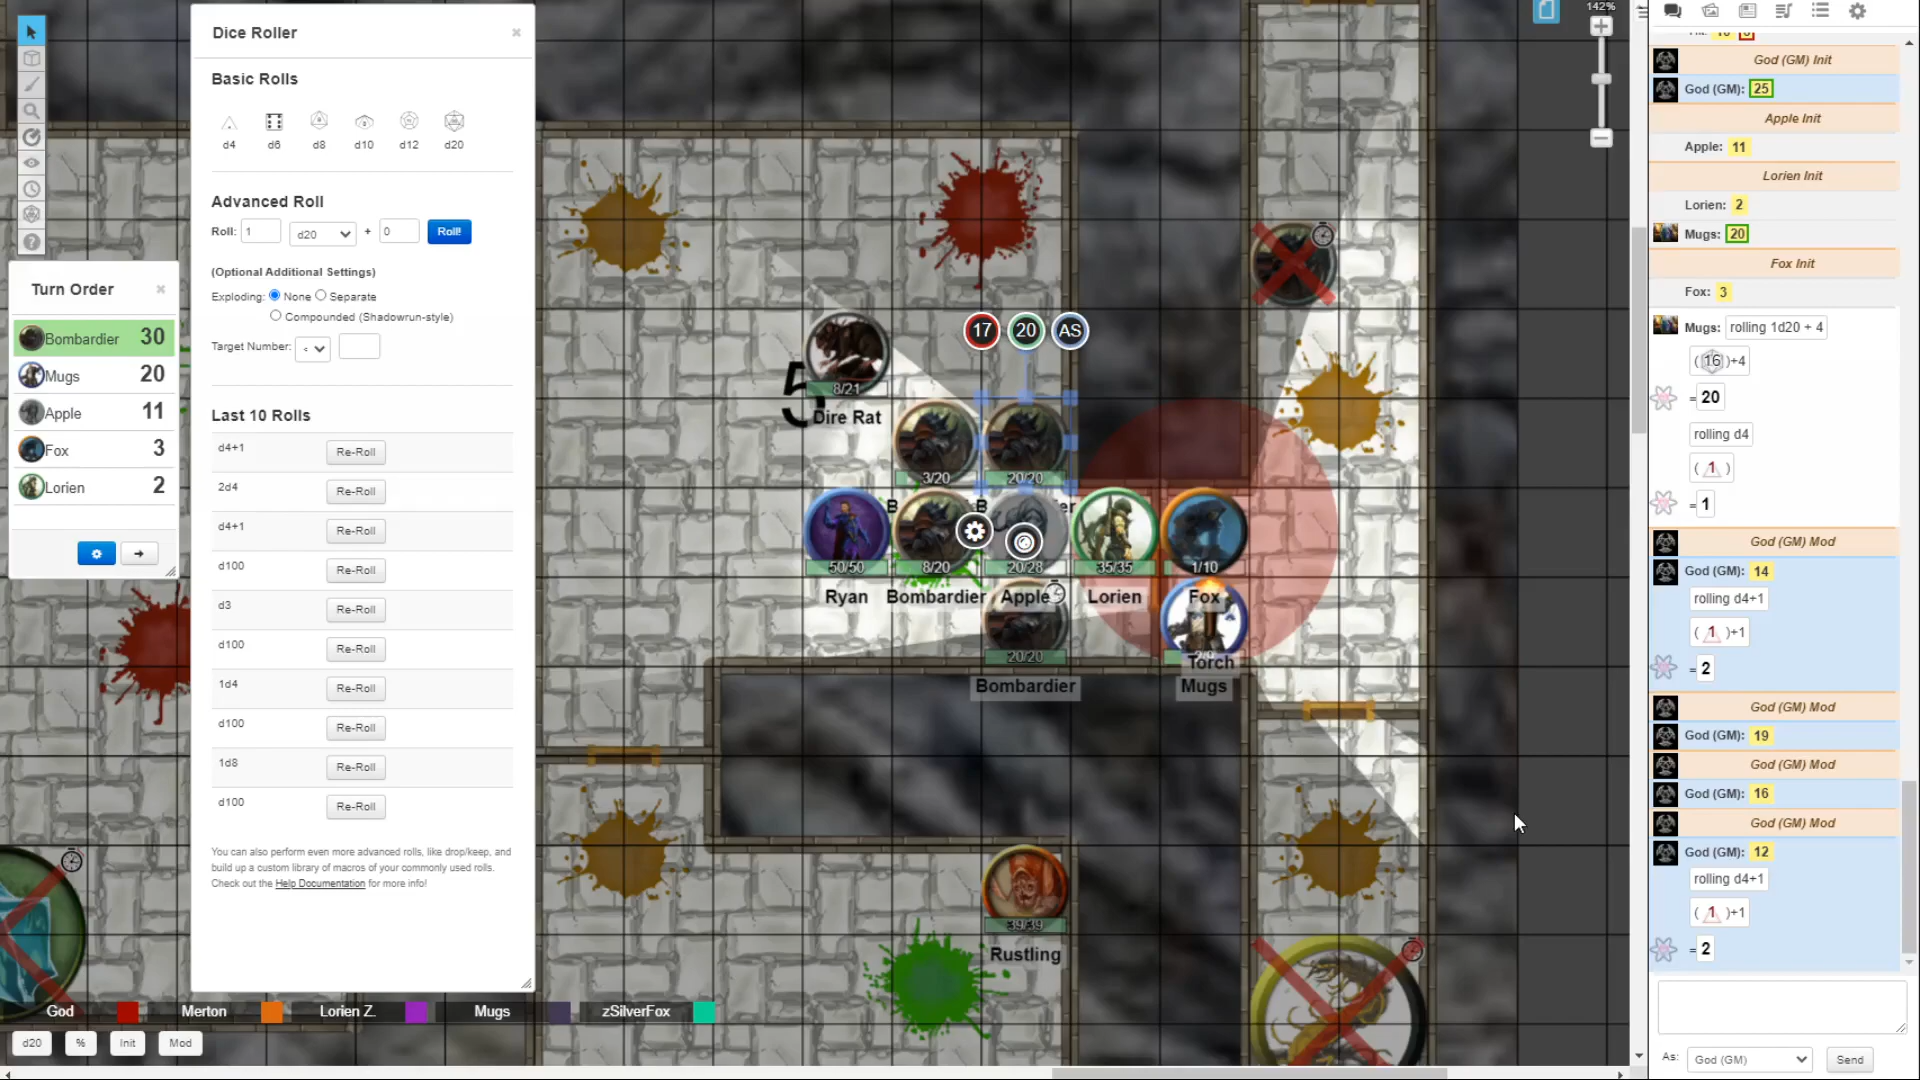 Dice Roller
×
Basic Rolls
d4 d6 d8 d10 d12 d20
Advanced Roll
Roll: 1 d20 + 0 Roll!
(Optional Additional Settings)
Exploding: None Separate
Compounded (Shadowrun-style)
Target Number: <
Last 10 Rolls
d4+1 Re-Roll
2d4 Re-Roll
d4+1 Re-Roll
d100 Re-Roll
d3 Re-Roll
d100 Re-Roll
1d4 Re-Roll
d100 Re-Roll
1d8 Re-Roll
d100 Re-Roll
You can also perform even more advanced rolls, like drop/keep, and
build up a custom library of macros of your commonly used rolls.
Check out the Help Documentation for more info!
Turn Order ×
Bombardier 30
Mugs 20
Apple 11
Fox 3
Lorien 2
17 20 AS
5
8/21
Dire Rat
3/20 20/20
50/50 8/20 20/28 35/35 1/10
Ryan Bombardier Apple Lorien Fox
20/20
Torch
Bombardier Mugs
39/39
Rustling
God Merton Lorien Z. Mugs zSilverFox
d20 % Init Mod
142%
God (GM) Init
God (GM): 25
Apple Init
Apple: 11
Lorien Init
Lorien: 2
Mugs: 20
Fox Init
Fox: 3
Mugs: rolling 1d20 + 4
(16)+4
=20
rolling d4
(1)
=1
God (GM) Mod
God (GM): 14
rolling d4+1
(1)+1
=2
God (GM) Mod
God (GM): 19
God (GM) Mod
God (GM): 16
God (GM) Mod
God (GM): 12
rolling d4+1
(1)+1
=2
As: God (GM) Send